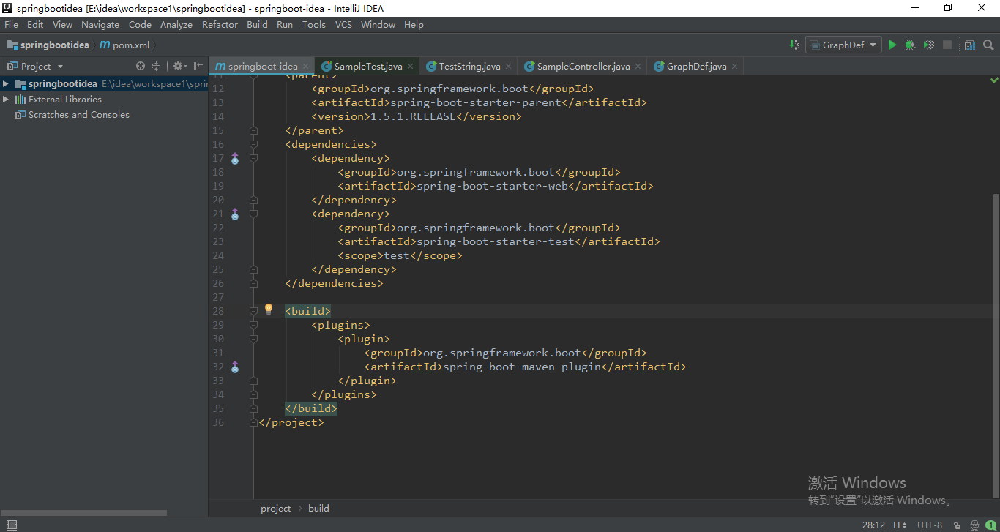 springbootidea [E:\idea\workspace1\springbootidea] - springboot-idea - IntelliJ IDEA
File Edit View Navigate Code Analyze Refactor Build Run Tools VCS Window Help
springbootidea pom.xml GraphDef
Project springboot-idea SampleTest.java TestString.java SampleController.java GraphDef.java
springbootidea E:\idea\workspace1\sprin
External Libraries
Scratches and Consoles
11 <parent>
12 <groupId>org.springframework.boot</groupId>
13 <artifactId>spring-boot-starter-parent</artifactId>
14 <version>1.5.1.RELEASE</version>
15 </parent>
16 <dependencies>
17 <dependency>
18 <groupId>org.springframework.boot</groupId>
19 <artifactId>spring-boot-starter-web</artifactId>
20 </dependency>
21 <dependency>
22 <groupId>org.springframework.boot</groupId>
23 <artifactId>spring-boot-starter-test</artifactId>
24 <scope>test</scope>
25 </dependency>
26 </dependencies>
27
28 <build>
29 <plugins>
30 <plugin>
31 <groupId>org.springframework.boot</groupId>
32 <artifactId>spring-boot-maven-plugin</artifactId>
33 </plugin>
34 </plugins>
35 </build>
36 </project>
激活 Windows
转到“设置”以激活 Windows。
project › build
28:12 LF UTF-8 1